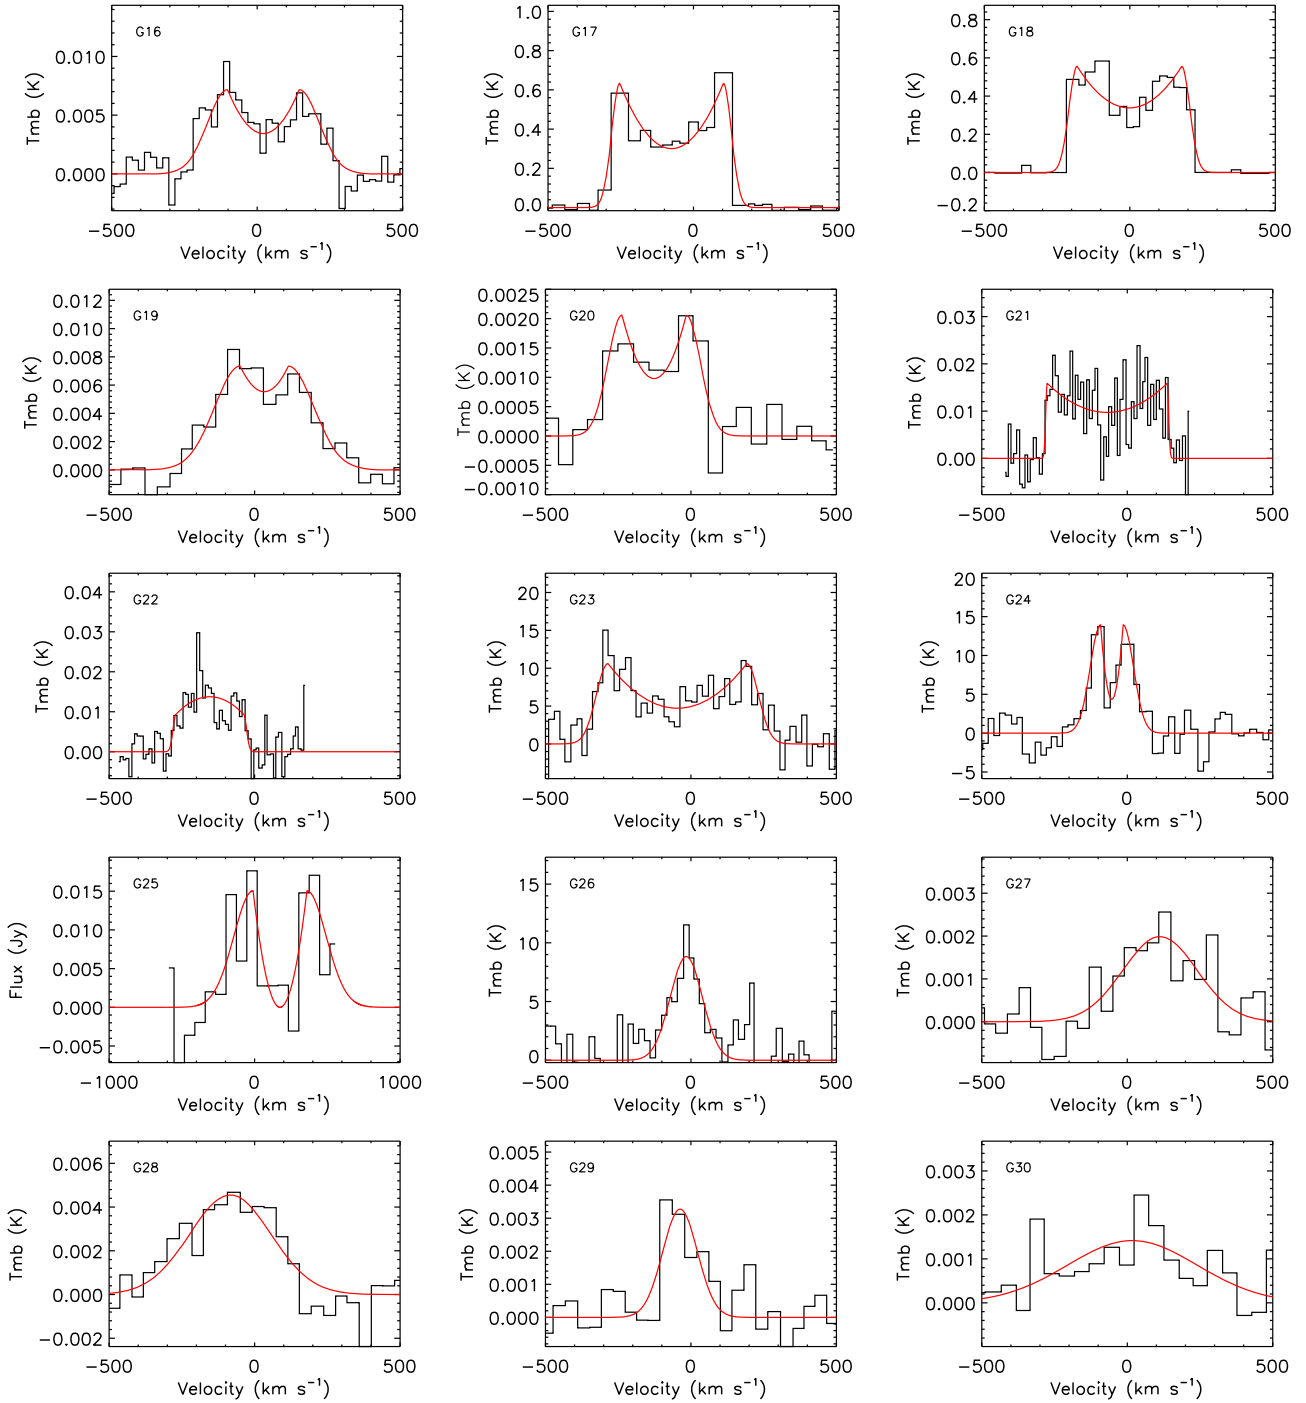 G16
Tmb (K)
0.010
0.005
0.000
−500 0 500
Velocity (km s⁻¹)
G17
Tmb (K)
1.0
0.8
0.6
0.4
0.2
0.0
−500 0 500
Velocity (km s⁻¹)
G18
Tmb (K)
0.8
0.6
0.4
0.2
0.0
−0.2
−500 0 500
Velocity (km s⁻¹)
G19
Tmb (K)
0.012
0.010
0.008
0.006
0.004
0.002
0.000
−500 0 500
Velocity (km s⁻¹)
G20
Tmb (K)
0.0025
0.0020
0.0015
0.0010
0.0005
0.0000
−0.0005
−0.0010
−500 0 500
Velocity (km s⁻¹)
G21
Tmb (K)
0.03
0.02
0.01
0.00
−500 0 500
Velocity (km s⁻¹)
G22
Tmb (K)
0.04
0.03
0.02
0.01
0.00
−500 0 500
Velocity (km s⁻¹)
G23
Tmb (K)
20
15
10
5
0
−500 0 500
Velocity (km s⁻¹)
G24
Tmb (K)
20
15
10
5
0
−5
−500 0 500
Velocity (km s⁻¹)
G25
Flux (Jy)
0.015
0.010
0.005
0.000
−0.005
−1000 0 1000
Velocity (km s⁻¹)
G26
Tmb (K)
15
10
5
0
−500 0 500
Velocity (km s⁻¹)
G27
Tmb (K)
0.003
0.002
0.001
0.000
−500 0 500
Velocity (km s⁻¹)
G28
Tmb (K)
0.006
0.004
0.002
0.000
−0.002
−500 0 500
Velocity (km s⁻¹)
G29
Tmb (K)
0.005
0.004
0.003
0.002
0.001
0.000
−500 0 500
Velocity (km s⁻¹)
G30
Tmb (K)
0.003
0.002
0.001
0.000
−500 0 500
Velocity (km s⁻¹)